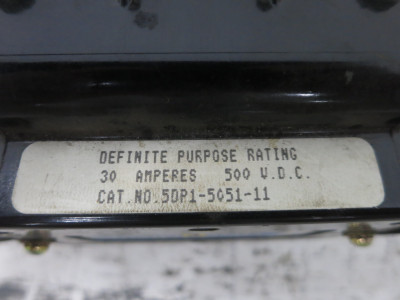 DEFINITE PURPOSE RATING
30 AMPERES 500 V.D.C.
CAT.NO.5DP1-5051-11